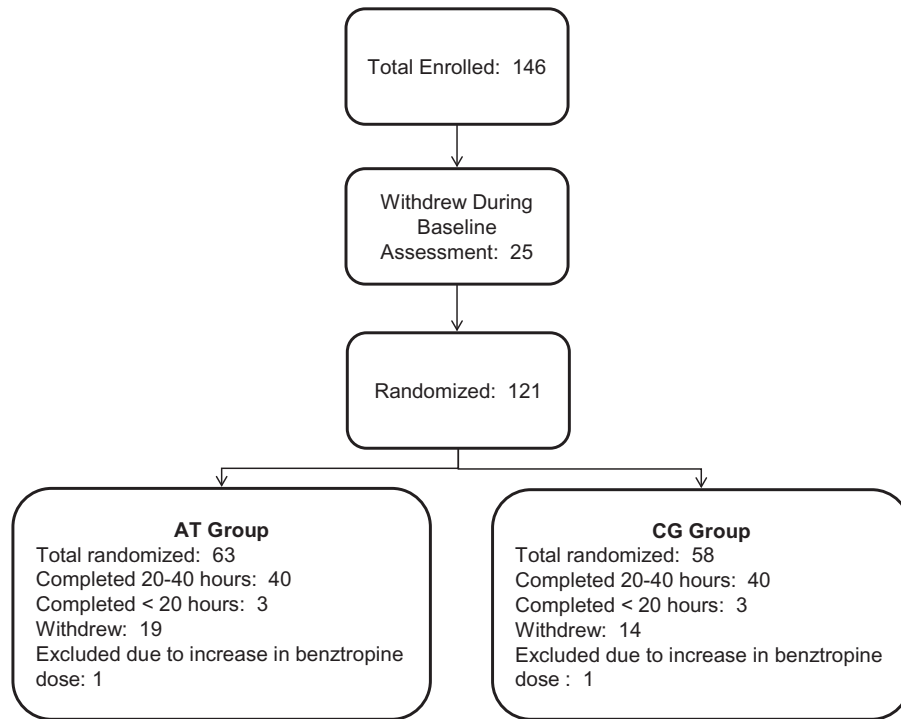 Total Enrolled: 146
Withdrew During
Baseline
Assessment: 25
Randomized: 121
AT Group
Total randomized: 63
Completed 20-40 hours: 40
Completed < 20 hours: 3
Withdrew: 19
Excluded due to increase in benztropine
dose: 1
CG Group
Total randomized: 58
Completed 20-40 hours: 40
Completed < 20 hours: 3
Withdrew: 14
Excluded due to increase in benztropine
dose : 1